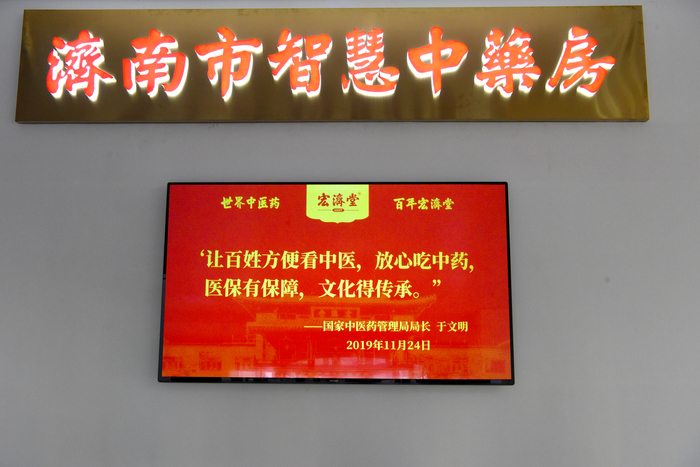 濟南市智慧中藥房
世界中医药
宏濟堂
百年宏濟堂
‘让百姓方便看中医，放心吃中药，
医保有保障，文化得传承。”
——国家中医药管理局局长 于文明
2019年11月24日